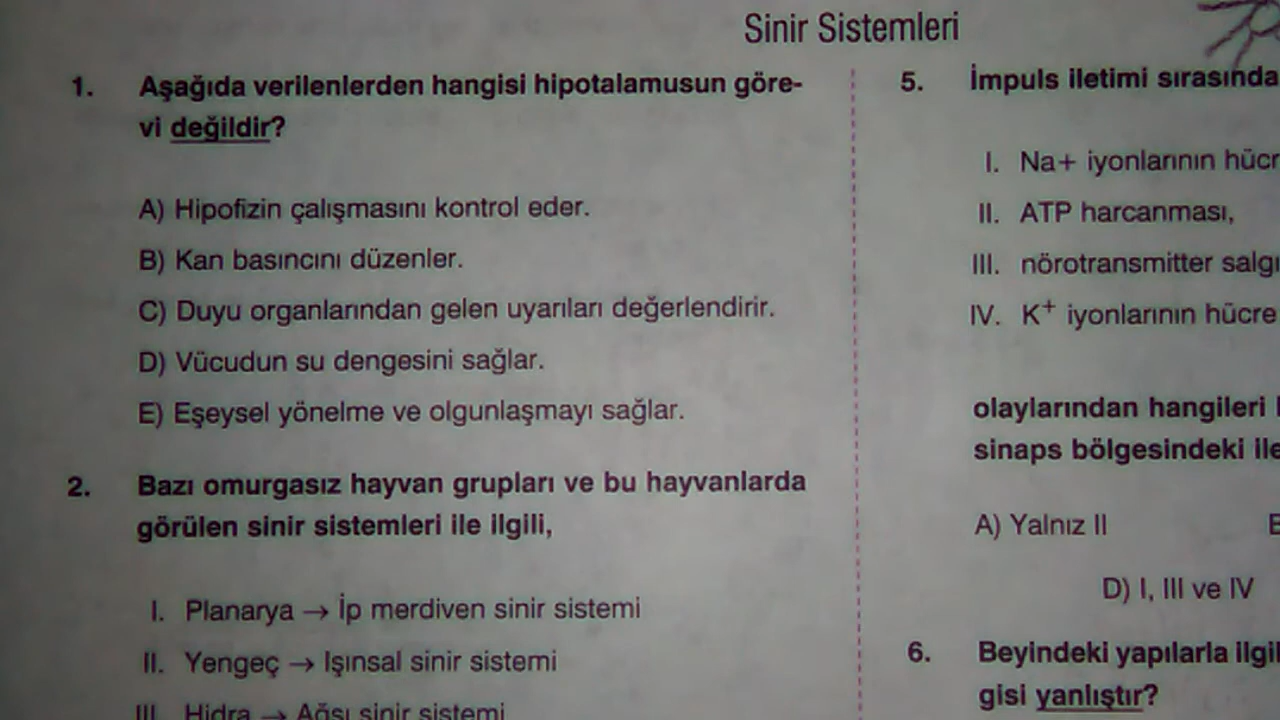 Sinir Sistemleri
1. Aşağıda verilenlerden hangisi hipotalamusun göre-
vi değildir?
A) Hipofizin çalışmasını kontrol eder.
B) Kan basıncını düzenler.
C) Duyu organlarından gelen uyarıları değerlendirir.
D) Vücudun su dengesini sağlar.
E) Eşeysel yönelme ve olgunlaşmayı sağlar.
2. Bazı omurgasız hayvan grupları ve bu hayvanlarda
görülen sinir sistemleri ile ilgili,
I. Planarya → İp merdiven sinir sistemi
II. Yengeç → Işınsal sinir sistemi
III. Hidra → Ağsı sinir sistemi
5. İmpuls iletimi sırasında
I. Na+ iyonlarının
II. ATP harcanması,
III. nörotransmitter
IV. K+ iyonlarının hücre
olaylarından hangileri
sinaps bölgesindeki
A) Yalnız II
D) I, III ve IV
6. Beyindeki yapılarla
gisi yanlıştır?